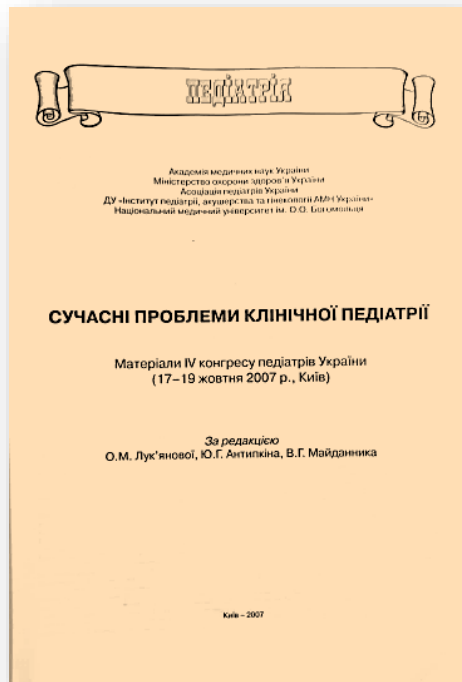 ПЕДІАТРІЯ
Академія медичних наук України
Міністерство охорони здоров'я України
Асоціація педіатрів України
ДУ «Інститут педіатрії, акушерства та гінекології АМН України»
Національний медичний університет ім. О.О. Богомольця
СУЧАСНІ ПРОБЛЕМИ КЛІНІЧНОЇ ПЕДІАТРІЇ
Матеріали IV конгресу педіатрів України
(17–19 жовтня 2007 р., Київ)
За редакцією
О.М. Лук'янової, Ю.Г. Антипкіна, В.Г. Майданника
Київ – 2007